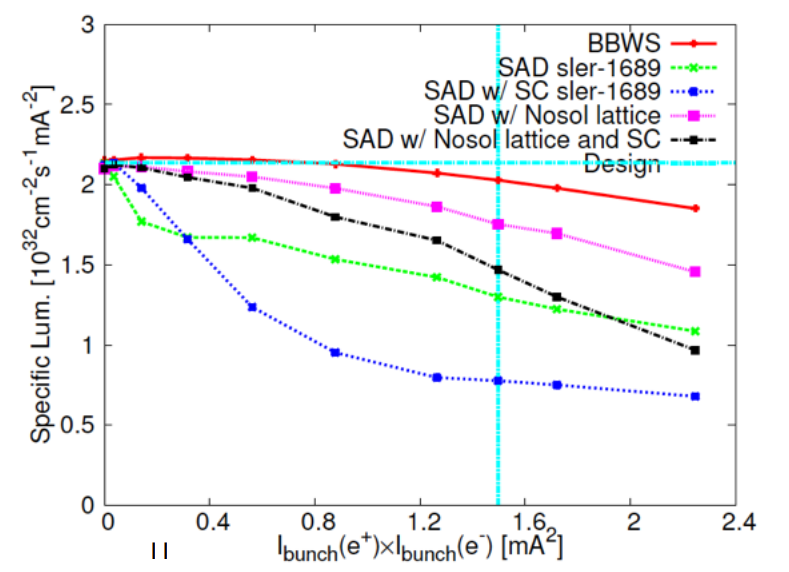 3
2.5
2
1.5
1
0.5
0
Specific Lum. [10³²cm⁻²s⁻¹mA⁻²]
BBWS
SAD sler-1689
SAD w/ SC sler-1689
SAD w/ Nosol lattice
SAD w/ Nosol lattice and SC
Design
0 0.4 0.8 1.2 1.6 2 2.4
I_bunch(e⁺)×I_bunch(e⁻) [mA²]